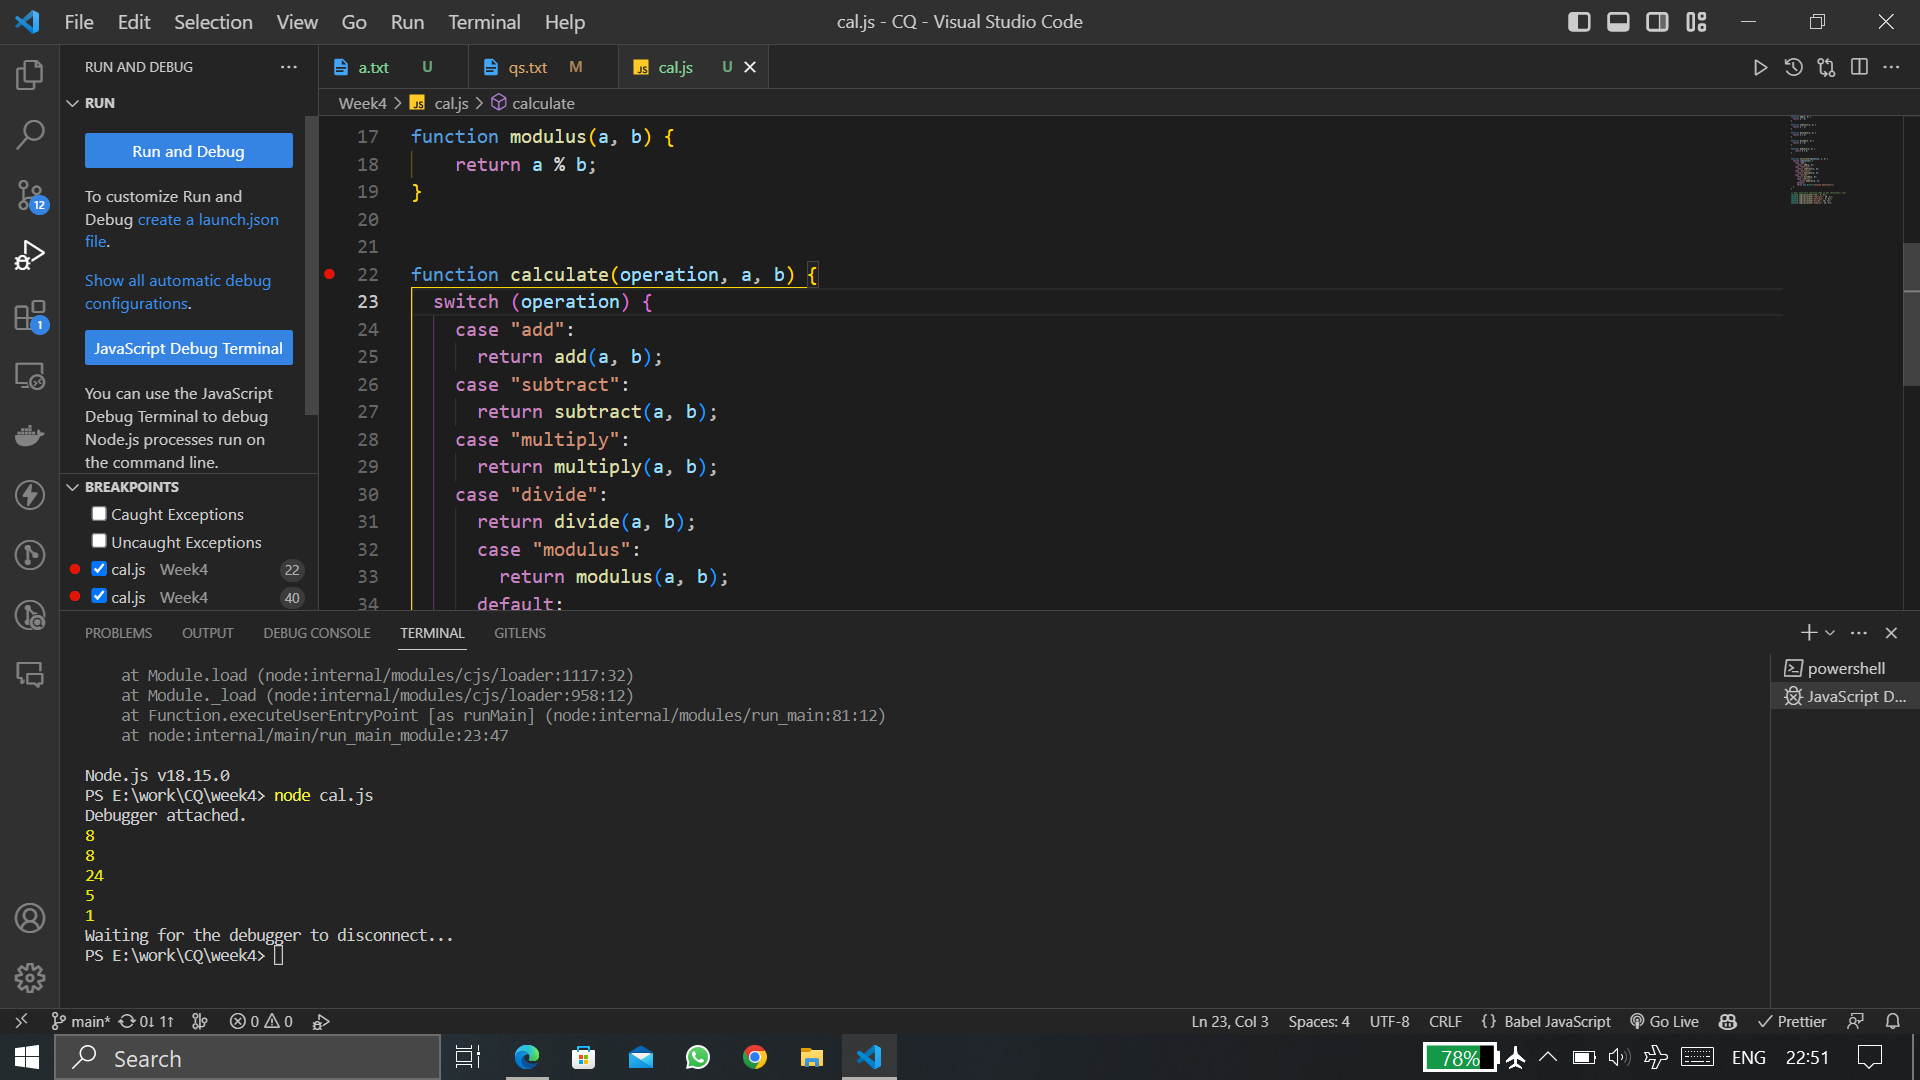 File Edit Selection View Go Run Terminal Help
cal.js - CQ - Visual Studio Code
RUN AND DEBUG
RUN
Run and Debug
To customize Run and
Debug create a launch.json
file.
Show all automatic debug
configurations.
JavaScript Debug Terminal
You can use the JavaScript
Debug Terminal to debug
Node.js processes run on
the command line.
BREAKPOINTS
Caught Exceptions
Uncaught Exceptions
cal.js Week4 22
cal.js Week4 40
12
1
a.txt U
qs.txt M
JS cal.js U
Week4 > JS cal.js > calculate
17 function modulus(a, b) {
18 return a % b;
19 }
20
21
22 function calculate(operation, a, b) {
23 switch (operation) {
24 case "add":
25 return add(a, b);
26 case "subtract":
27 return subtract(a, b);
28 case "multiply":
29 return multiply(a, b);
30 case "divide":
31 return divide(a, b);
32 case "modulus":
33 return modulus(a, b);
34 default:
PROBLEMS OUTPUT DEBUG CONSOLE TERMINAL GITLENS
at Module.load (node:internal/modules/cjs/loader:1117:32)
at Module._load (node:internal/modules/cjs/loader:958:12)
at Function.executeUserEntryPoint [as runMain] (node:internal/modules/run_main:81:12)
at node:internal/main/run_main_module:23:47
Node.js v18.15.0
PS E:\work\CQ\week4> node cal.js
Debugger attached.
8
8
24
5
1
Waiting for the debugger to disconnect...
PS E:\work\CQ\week4>
powershell
JavaScript D...
main* 0↓ 1↑ 0 0
Ln 23, Col 3 Spaces: 4 UTF-8 CRLF {} Babel JavaScript Go Live Prettier
Search
78% ENG 22:51